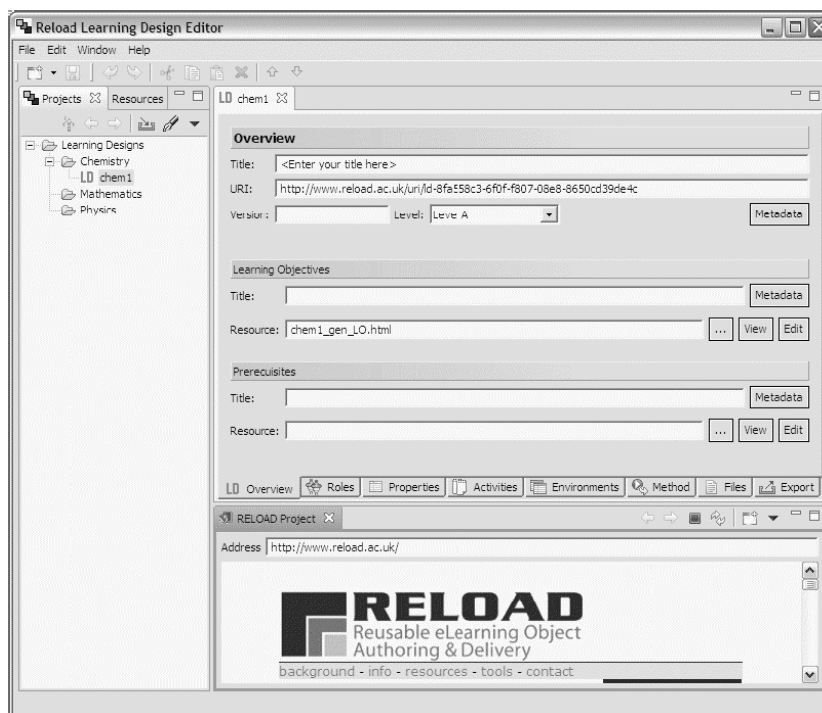 Reload Learning Design Editor
File Edit Window Help
Projects Resources
Learning Designs
Chemistry
LD chem1
Mathematics
Physics
LD chem1
Overview
Title: <Enter your title here>
URI: http://www.reload.ac.uk/uri/ld-8fa558c3-6f0f-f807-08e8-8650cd39de4c
Version: Level: Leve A Metadata
Learning Objectives
Title: Metadata
Resource: chem1_gen_LO.html ... View Edit
Prerecuisites
Title: Metadata
Resource: ... View Edit
LD Overview Roles Properties Activities Environments Method Files Export
RELOAD Project
Address http://www.reload.ac.uk/
RELOAD
Reusable eLearning Object
Authoring & Delivery
background - info - resources - tools - contact